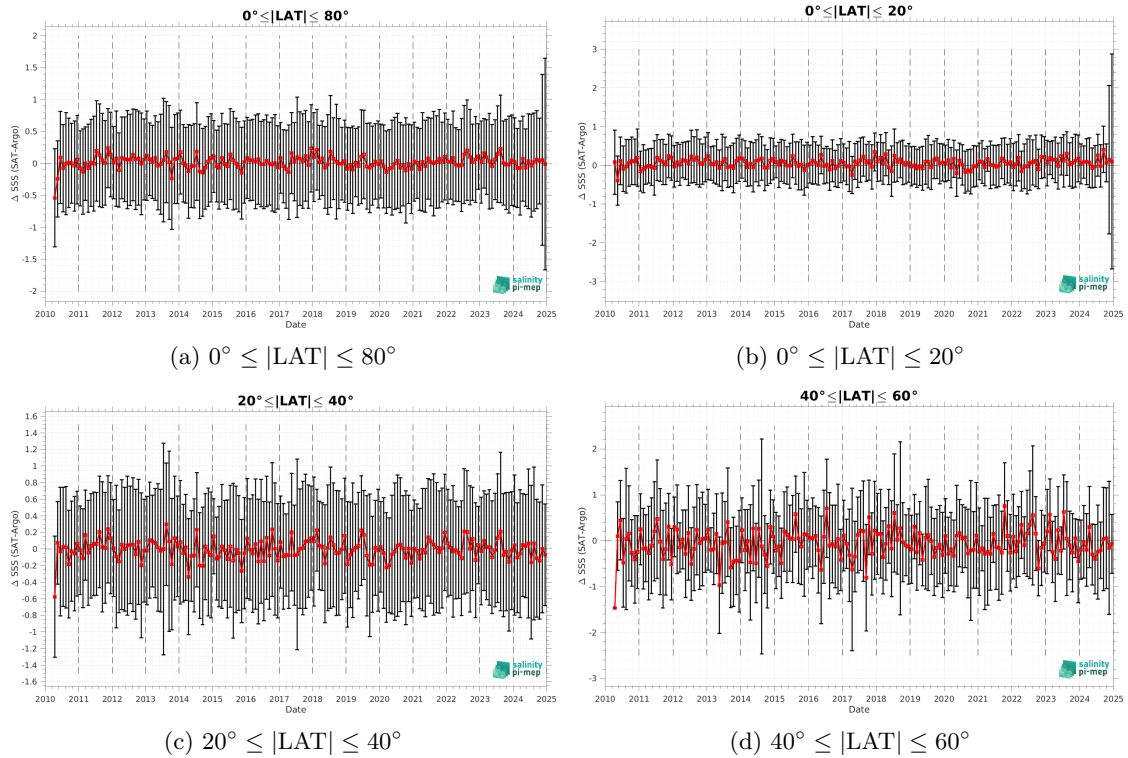 0°≤|LAT|≤ 80°
2
1.5
1
0.5
0
-0.5
-1
-1.5
-2
Δ SSS (SAT-Argo)
2010 2011 2012 2013 2014 2015 2016 2017 2018 2019 2020 2021 2022 2023 2024 2025
Date
salinity
pi-mep
(a) 0° ≤ |LAT| ≤ 80°
0°≤|LAT|≤ 20°
3
2
1
0
-1
-2
-3
Δ SSS (SAT-Argo)
2010 2011 2012 2013 2014 2015 2016 2017 2018 2019 2020 2021 2022 2023 2024 2025
Date
salinity
pi-mep
(b) 0° ≤ |LAT| ≤ 20°
20°≤|LAT|≤ 40°
1.6
1.4
1.2
1
0.8
0.6
0.4
0.2
0
-0.2
-0.4
-0.6
-0.8
-1
-1.2
-1.4
-1.6
Δ SSS (SAT-Argo)
2010 2011 2012 2013 2014 2015 2016 2017 2018 2019 2020 2021 2022 2023 2024 2025
Date
salinity
pi-mep
(c) 20° ≤ |LAT| ≤ 40°
40°≤|LAT|≤ 60°
2
1
0
-1
-2
-3
Δ SSS (SAT-Argo)
2010 2011 2012 2013 2014 2015 2016 2017 2018 2019 2020 2021 2022 2023 2024 2025
Date
salinity
pi-mep
(d) 40° ≤ |LAT| ≤ 60°